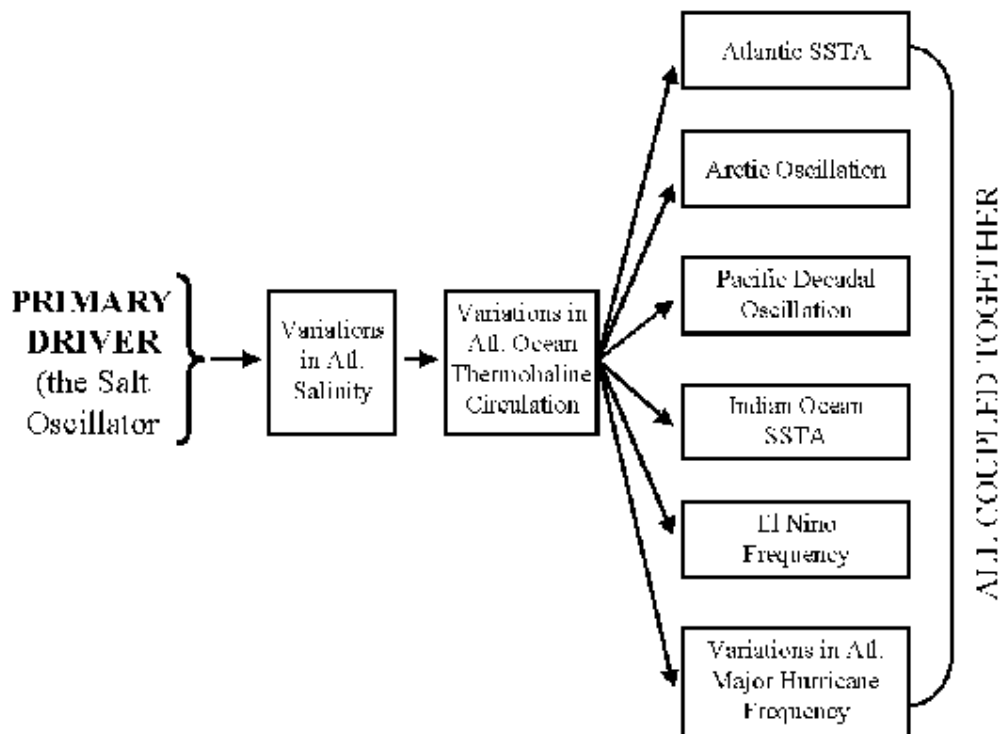 PRIMARY
DRIVER
(the Salt
Oscillator
Variations
in Atl.
Salinity
Variations in
Atl. Ocean
Thermohaline
Circulation
Atlantic SSTA
Arctic Oscillation
Pacific Decadal
Oscillation
Indian Ocean
SSTA
El Nino
Frequency
Variations in Atl.
Major Hurricane
Frequency
ALL COUPLED TOGETHER